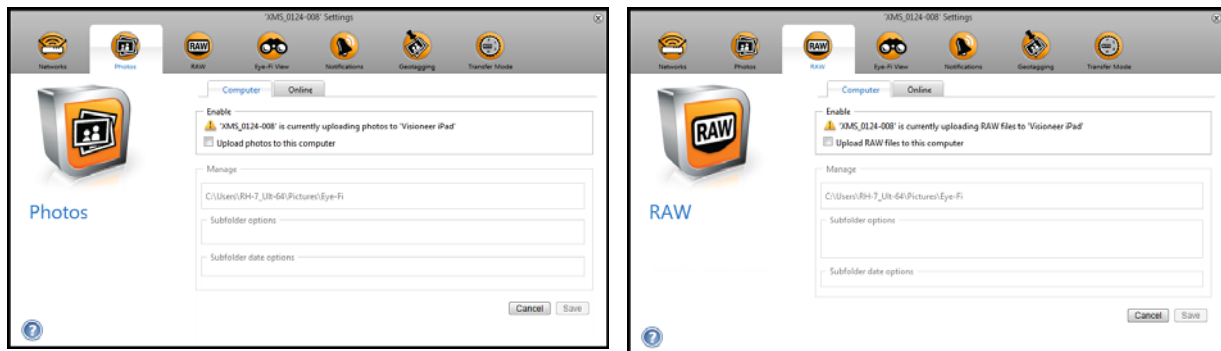 'XMS_0124-008' Settings
Networks Photos RAW Eye-Fi View Notifications Geotagging Transfer Mode
Computer Online
Enable
'XMS_0124-008' is currently uploading photos to 'Visioneer iPad'
Upload photos to this computer
Manage
C:\Users\RH-7_Ult-64\Pictures\Eye-Fi
Photos
Subfolder options
Subfolder date options
Cancel Save
?
'XMS_0124-008' Settings
Networks Photos RAW Eye-Fi View Notifications Geotagging Transfer Mode
Computer Online
RAW
Enable
'XMS_0124-008' is currently uploading RAW files to 'Visioneer iPad'
Upload RAW files to this computer
Manage
C:\Users\RH-7_Ult-64\Pictures\Eye-Fi
RAW
Subfolder options
Subfolder date options
Cancel Save
?